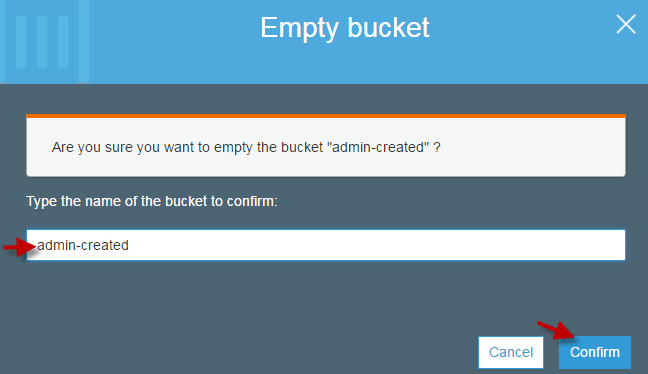 Empty bucket
Are you sure you want to empty the bucket "admin-created" ?
Type the name of the bucket to confirm:
admin-created
Cancel
Confirm